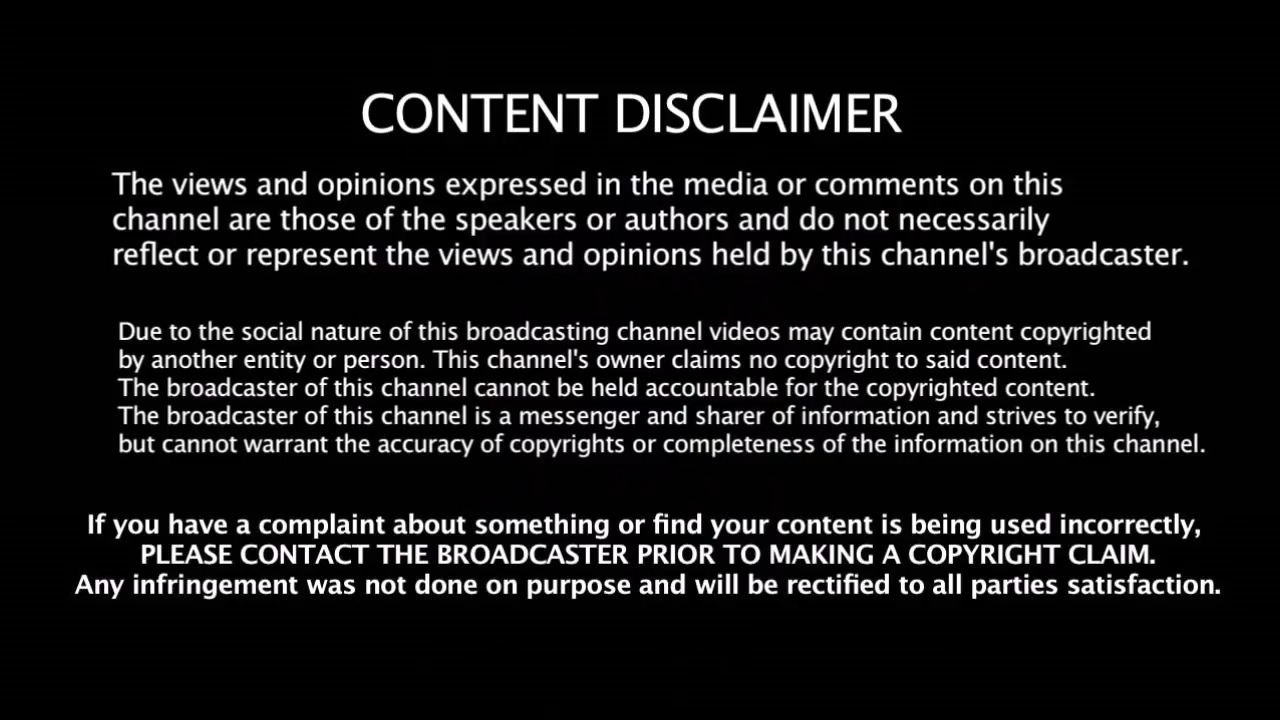 CONTENT DISCLAIMER
The views and opinions expressed in the media or comments on this
channel are those of the speakers or authors and do not necessarily
reflect or represent the views and opinions held by this channel's broadcaster.
Due to the social nature of this broadcasting channel videos may contain content copyrighted
by another entity or person. This channel's owner claims no copyright to said content.
The broadcaster of this channel cannot be held accountable for the copyrighted content.
The broadcaster of this channel is a messenger and sharer of information and strives to verify,
but cannot warrant the accuracy of copyrights or completeness of the information on this channel.
If you have a complaint about something or find your content is being used incorrectly,
PLEASE CONTACT THE BROADCASTER PRIOR TO MAKING A COPYRIGHT CLAIM.
Any infringement was not done on purpose and will be rectified to all parties satisfaction.